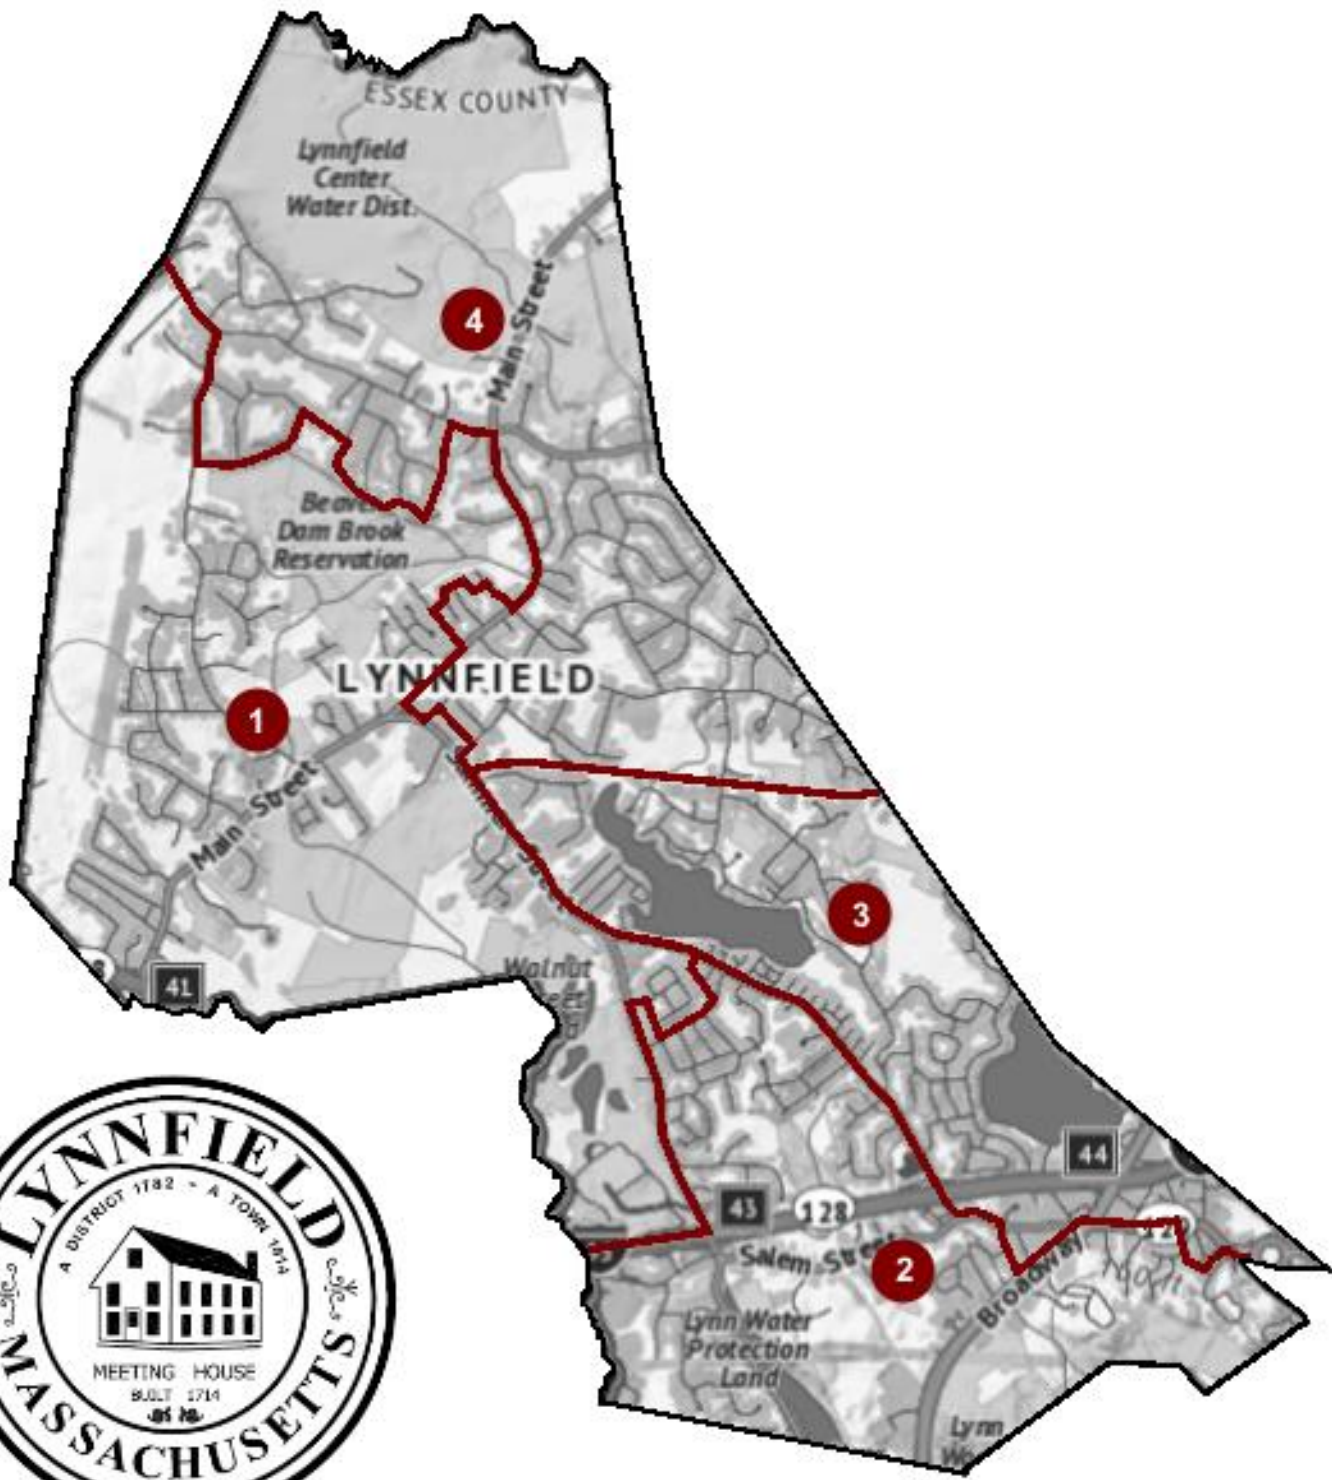 ESSEX COUNTY
Lynnfield
Center
Water Dist.
4
Main Street
Beaver
Dam Brook
Reservation
LYNNFIELD
1
Main Street
3
Walnut
41
44
43
128
Salem Street
2
Broadway
Lynn Water
Protection
Land
Lynn
LYNNFIELD
A DISTRICT 1782 - A TOWN 1814
MEETING HOUSE
BUILT 1714
MASSACHUSETTS